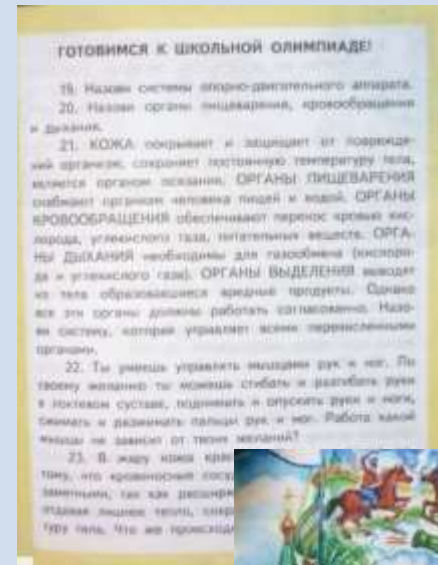 ГОТОВИМСЯ К ШКОЛЬНОЙ ОЛИМПИАДЕ!
19. Назови системы опорно-двигательного аппарата.
20. Назови органы пищеварения, кровообращения
и дыхания.
21. КОЖА покрывает и защищает от поврежде-
ний организм, сохраняет постоянную температуру тела,
является органом осязания. ОРГАНЫ ПИЩЕВАРЕНИЯ
снабжают организм человека пищей и водой. ОРГАНЫ
КРОВООБРАЩЕНИЯ обеспечивают перенос кровью кис-
лорода, углекислого газа, питательных веществ. ОРГА-
НЫ ДЫХАНИЯ необходимы для газообмена (кислоро-
да и углекислого газа). ОРГАНЫ ВЫДЕЛЕНИЯ выводят
из тела образовавшиеся вредные продукты. Однако
все эти органы должны работать согласованно. Назо-
ви систему, которая управляет всеми перечисленными
органами.
22. Ты умеешь управлять мышцами рук и ног. По
своему желанию ты можешь сгибать и разгибать руки
в локтевом суставе, поднимать и опускать руки и ноги,
сжимать и разжимать пальцы рук и ног. Работа какой
мышцы не зависит от твоих желаний?
23. В жару кожа крас
тому, что кровеносные сосу
заметными, так как расширя
отдавая лишнее тепло, сохра
туру тела. Что же происходи